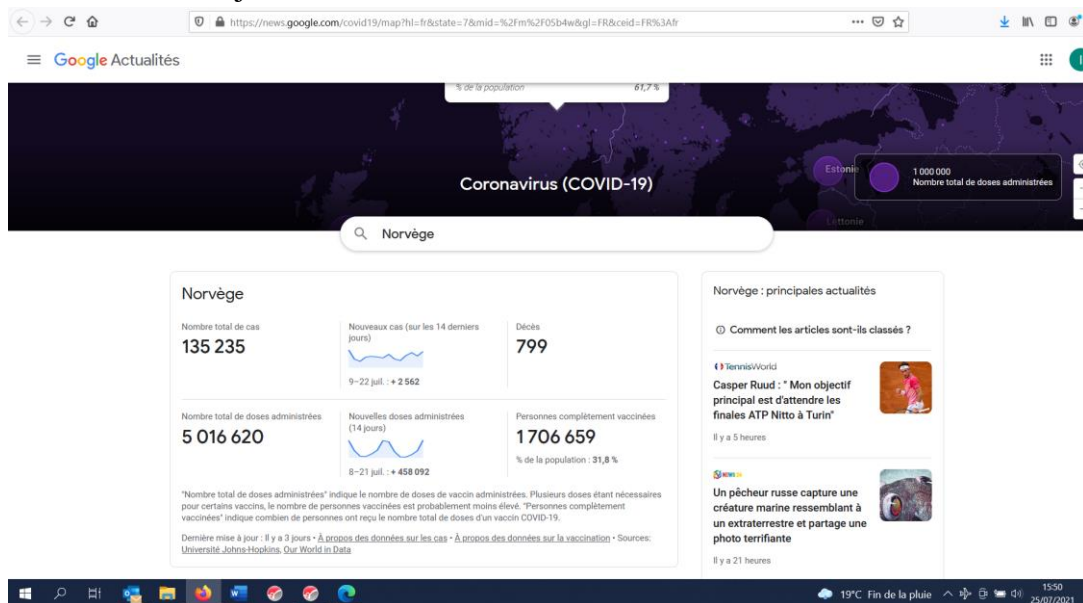 https://news.google.com/covid19/map?hl=fr&state=7&mid=%2Fm%2F05b4w&gl=FR&ceid=FR%3Afr
Google Actualités
% de la population 61,7 %
Estonie
1 000 000
Nombre total de doses administrées
Coronavirus (COVID-19)
Lettonie
Norvège
Norvège
Nombre total de cas
135 235
Nouveaux cas (sur les 14 derniers
jours)
9–22 juil. : + 2 562
Décès
799
Nombre total de doses administrées
5 016 620
Nouvelles doses administrées
(14 jours)
8–21 juil. : + 458 092
Personnes complètement vaccinées
1 706 659
% de la population : 31,8 %
"Nombre total de doses administrées" indique le nombre de doses de vaccin administrées. Plusieurs doses étant nécessaires
pour certains vaccins, le nombre de personnes vaccinées est probablement moins élevé. "Personnes complètement
vaccinées" indique combien de personnes ont reçu le nombre total de doses d'un vaccin COVID-19.
Dernière mise à jour : Il y a 3 jours • À propos des données sur les cas • À propos des données sur la vaccination • Sources:
Université Johns-Hopkins, Our World in
Data
Norvège : principales actualités
Comment les articles sont-ils classés ?
TennisWorld
Casper Ruud : " Mon objectif
principal est d'attendre les
finales ATP Nitto à Turin"
Il y a 5 heures
Un pêcheur russe capture une
créature marine ressemblant à
un extraterrestre et partage une
photo terrifiante
Il y a 21 heures
19°C Fin de la pluie
15:50
25/07/2021